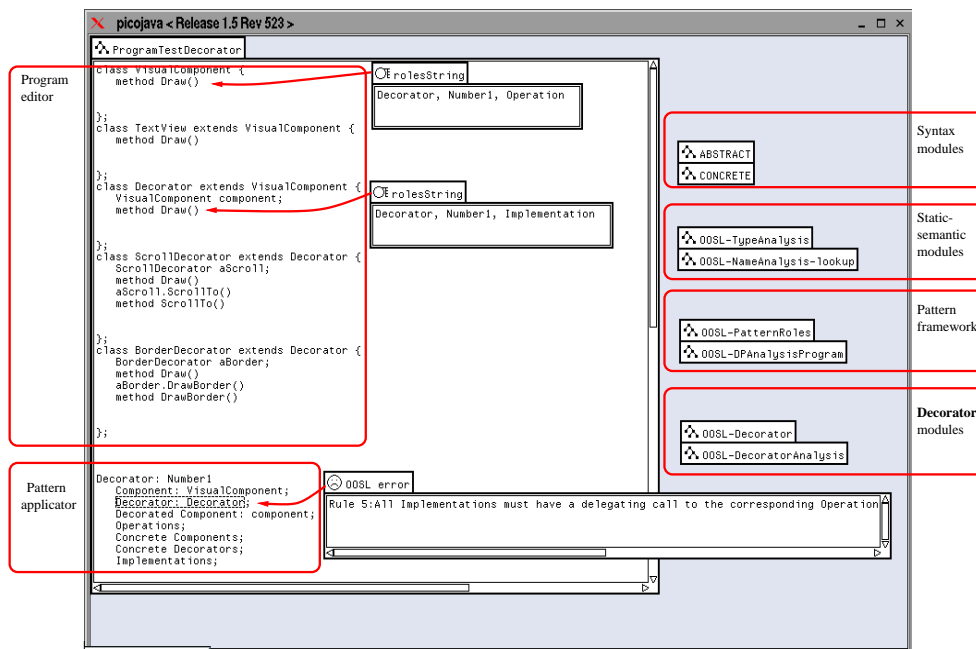 picojava < Release 1.5 Rev 523 >
ProgramTestDecorator
Program
editor
class VisualComponent {
method Draw()
};
class TextView extends VisualComponent {
method Draw()
};
class Decorator extends VisualComponent {
VisualComponent component;
method Draw()
};
class ScrollDecorator extends Decorator {
ScrollDecorator aScroll;
method Draw()
aScroll.ScrollTo()
method ScrollTo()
};
class BorderDecorator extends Decorator {
BorderDecorator aBorder;
method Draw()
aBorder.DrawBorder()
method DrawBorder()
};
rolesString
Decorator, Number1, Operation
rolesString
Decorator, Number1, Implementation
Pattern
applicator
Decorator: Number1
Component: VisualComponent;
Decorator: Decorator;
Decorated Component: component;
Operations;
Concrete Components;
Concrete Decorators;
Implementations;
OOSL error
Rule 5:All Implementations must have a delegating call to the corresponding Operation
ABSTRACT
CONCRETE
Syntax
modules
OOSL-TypeAnalysis
OOSL-NameAnalysis-lookup
Static-
semantic
modules
OOSL-PatternRoles
OOSL-DPAnalysisProgram
Pattern
framework
OOSL-Decorator
OOSL-DecoratorAnalysis
Decorator
modules